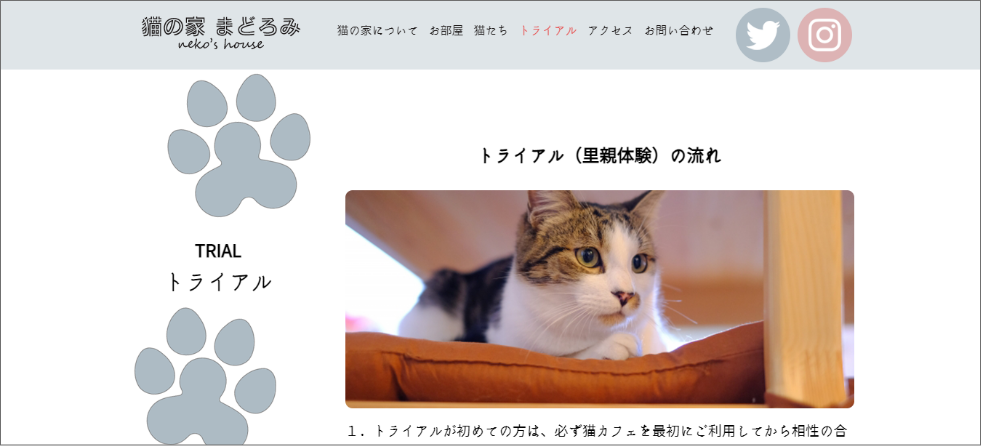 猫の家 まどろみ
neko's house
猫の家について お部屋 猫たち トライアル アクセス お問い合わせ
トライアル（里親体験）の流れ
TRIAL
トライアル
１．トライアルが初めての方は、必ず猫カフェを最初にご利用してから相性の合